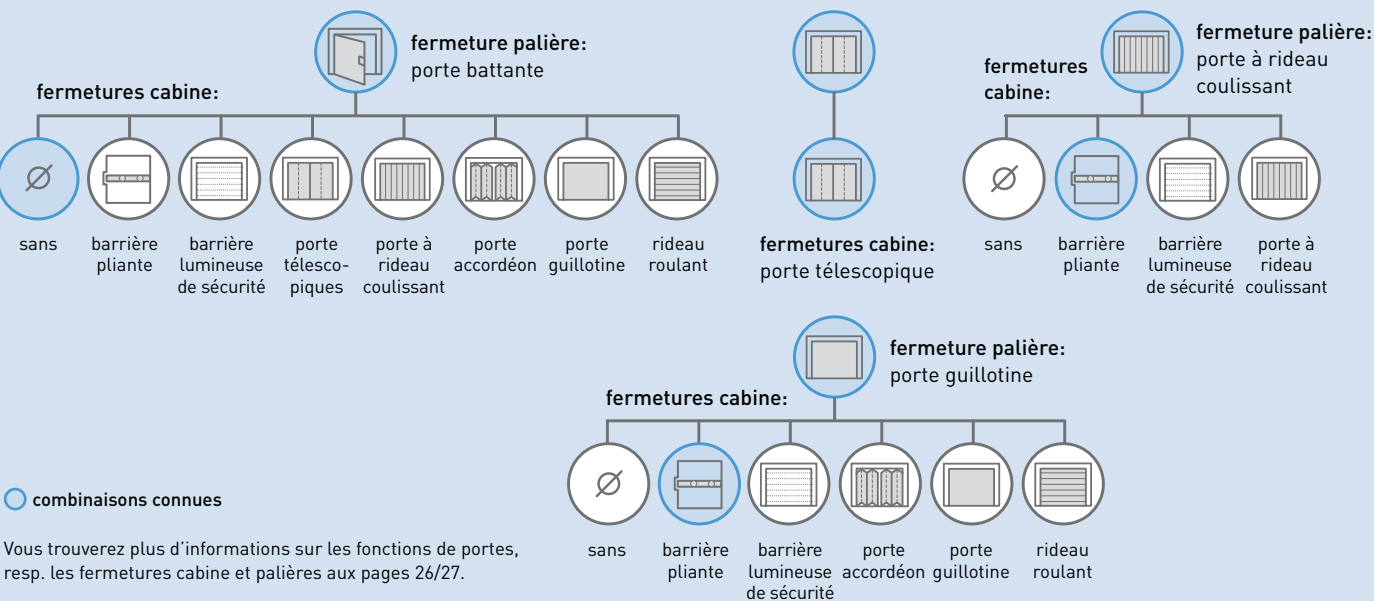 fermeture palière:
porte battante
fermetures cabine:
sans
barrière
pliante
barrière
lumineuse
de sécurité
porte
télesco-
piques
porte à
rideau
coulissant
porte
accordéon
porte
guillotine
rideau
roulant
fermetures cabine:
porte télescopique
fermeture palière:
porte à rideau
coulissant
fermetures
cabine:
sans
barrière
pliante
barrière
lumineuse
de sécurité
porte à
rideau
coulissant
fermeture palière:
porte guillotine
fermetures cabine:
sans
barrière
pliante
barrière
lumineuse
de sécurité
porte
accordéon
porte
guillotine
rideau
roulant
combinaisons connues
Vous trouverez plus d'informations sur les fonctions de portes,
resp. les fermetures cabine et palières aux pages 26/27.